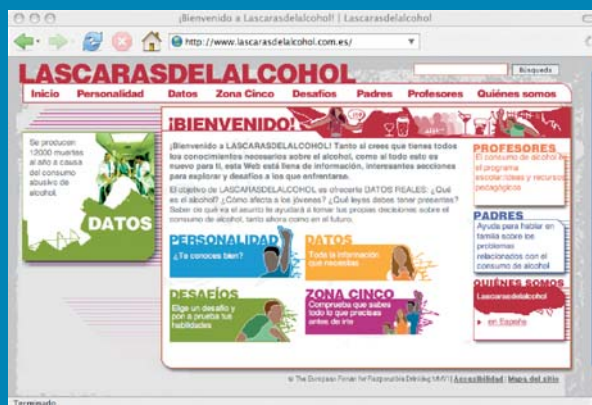 ¡Bienvenido a Lascarasdelalcohol! | Lascarasdelalcohol
http://www.lascarasdelalcohol.com.es/
LASCARASDELALCOHOL
Búsqueda
Inicio Personalidad Datos Zona Cinco Desafíos Padres Profesores Quiénes somos
Se producen
12000 muertes
al año a causa
del consumo
abusivo de
alcohol.
DATOS
¡BIENVENIDO!
¡Bienvenido a LASCARASDELALCOHOL! Tanto si crees que tienes todos
los conocimientos necesarios sobre el alcohol, como si todo esto es
nuevo para ti, esta Web está llena de información, interesantes secciones
para explorar y desafíos a los que enfrentarse.
El objetivo de LASCARASDELALCOHOL es ofrecerte DATOS REALES: ¿Qué
es el alcohol? ¿Cómo afecta a los jóvenes? ¿Qué leyes debes tener presentes?
Saber de qué va el asunto te ayudará a tomar tus propias decisiones sobre el
consumo de alcohol, tanto ahora como en el futuro.
PERSONALIDAD
¿Te conoces bien?
DATOS
Toda la información
que necesitas
DESAFÍOS
Elige un desafío y
pon a prueba tus
habilidades
ZONA CINCO
Comprueba que sabes
todo lo que precisas
antes de irte
PROFESORES
El consumo de alcohol en
el programa
escolar: ideas y recursos
pedagógicos
PADRES
Ayuda para hablar en
familia sobre los
problemas
relacionados con el
consumo de alcohol
QUIÉNES SOMOS
Lascarasdelalcohol
en España
© The European Forum for Responsible Drinking MMVI | Accesibilidad | Mapa del sitio
Terminado